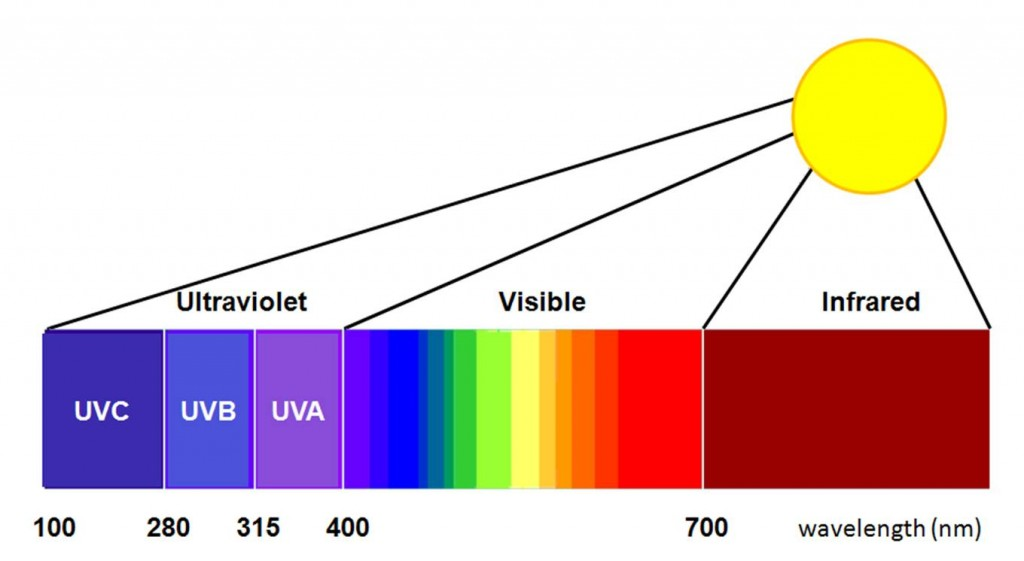 Ultraviolet Visible Infrared
UVC UVB UVA
100 280 315 400 700 wavelength (nm)